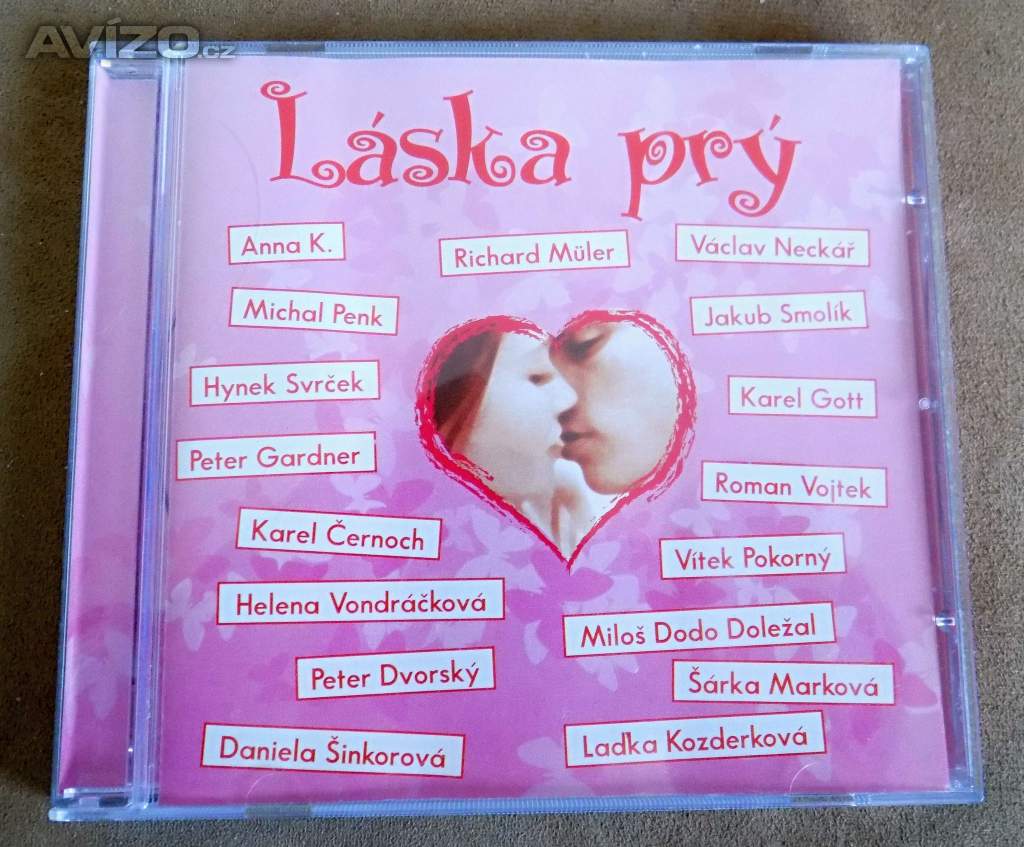 AVÍZO.cz
Láska prý
Anna K.
Richard Müler
Václav Neckář
Michal Penk
Jakub Smolík
Hynek Svrček
Karel Gott
Peter Gardner
Roman Vojtek
Karel Černoch
Vítek Pokorný
Helena Vondráčková
Miloš Dodo Doležal
Peter Dvorský
Šárka Marková
Daniela Šinkorová
Laďka Kozderková